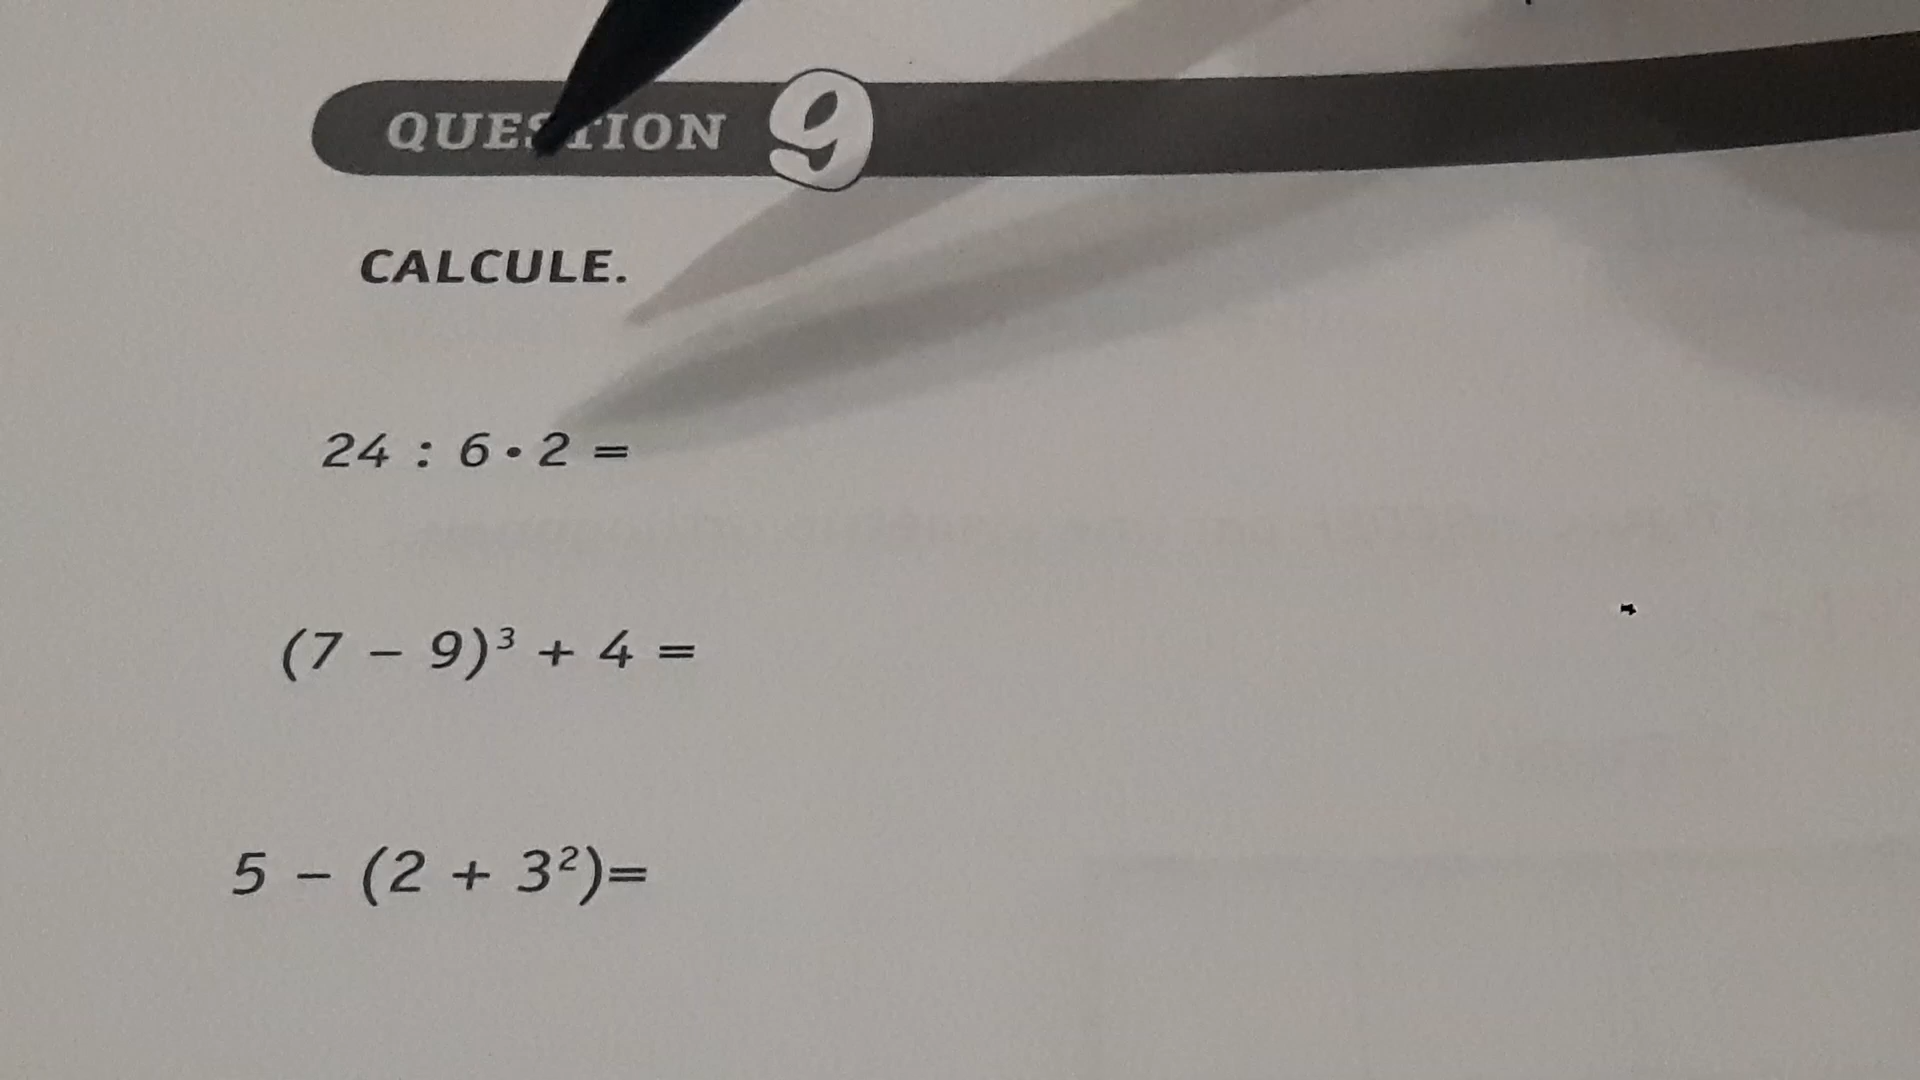 QUESTION 9
CALCULE.
24 : 6 • 2 =
(7 – 9)³ + 4 =
5 – (2 + 3²)=